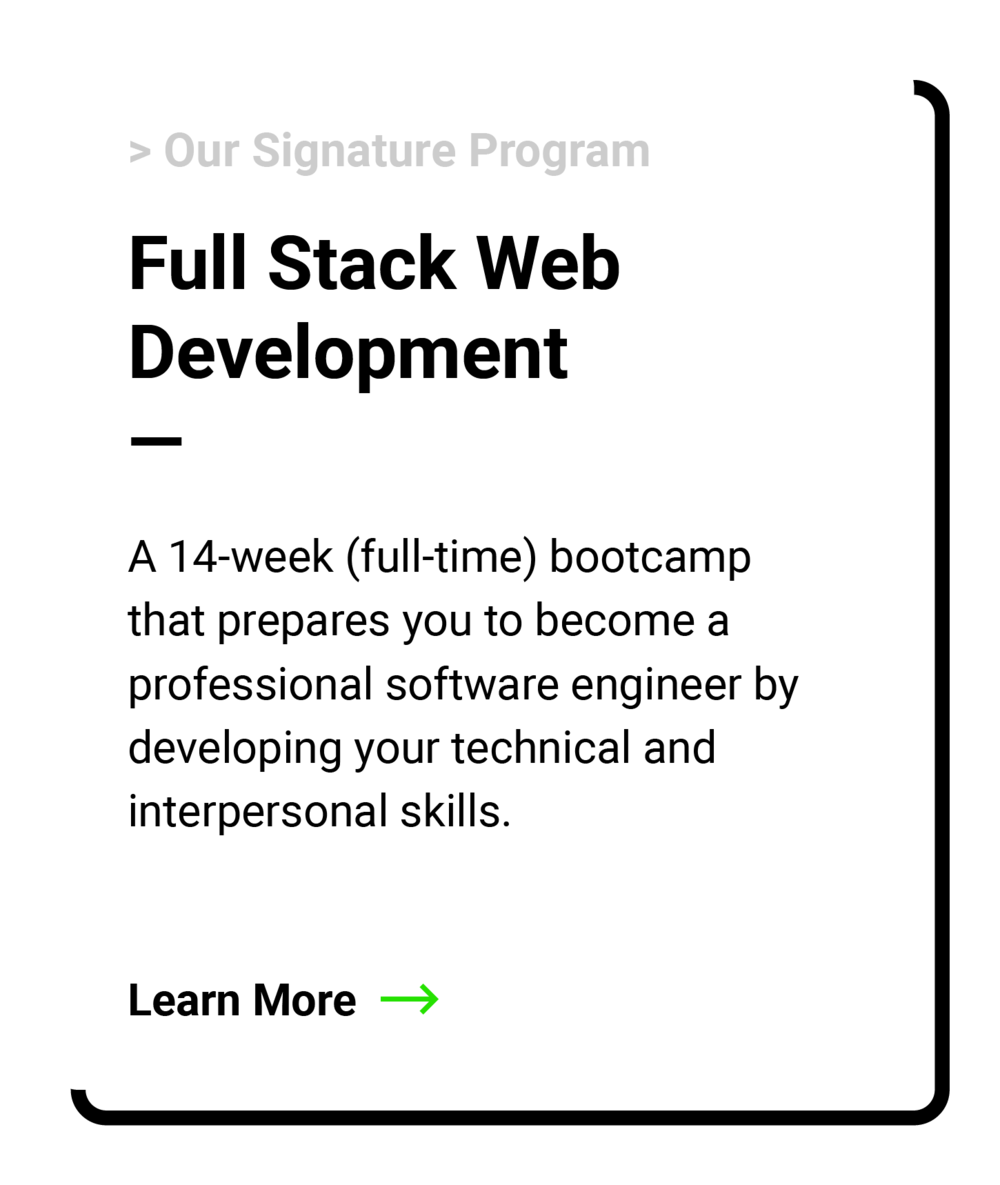 > Our Signature Program
Full Stack Web
Development
A 14-week (full-time) bootcamp
that prepares you to become a
professional software engineer by
developing your technical and
interpersonal skills.
Learn More →